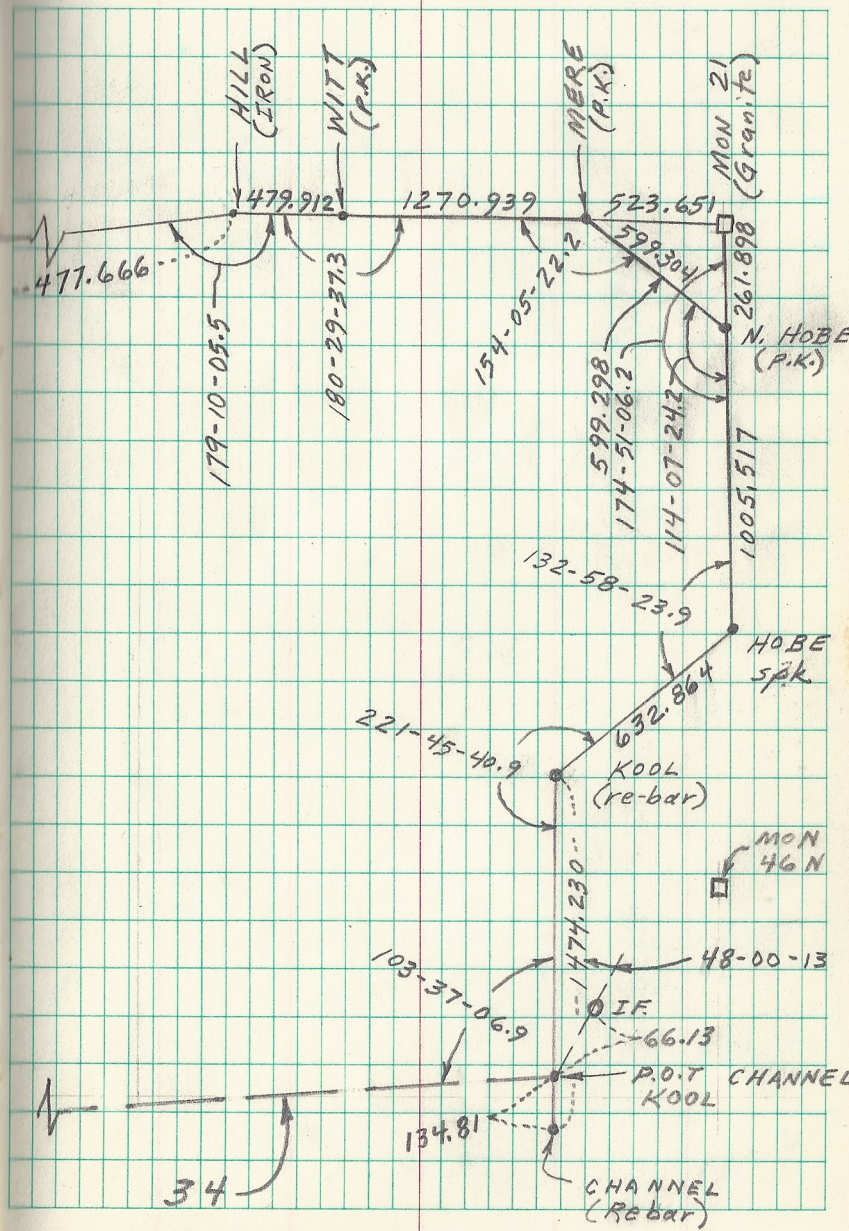 HILL
(IRON)
WITT
(P.K.)
MERE
(P.K.)
MON 21
(Granite)
479.912
1270.939
523.651
477.666
179-10-05.5
180-29-37.3
154-05-22.2
599.304
261.898
N. HOBE
(P.K.)
599.298
174-51-06.2
114-07-24.2
1005.517
132-58-23.9
HOBE
spk
632.864
221-45-40.9
KOOL
(re-bar)
MON
46 N
1474.230
48-00-13
103-37-06.9
I.F.
66.13
P.O.T CHANNEL
KOOL
134.81
34
CHANNEL
(Rebar)